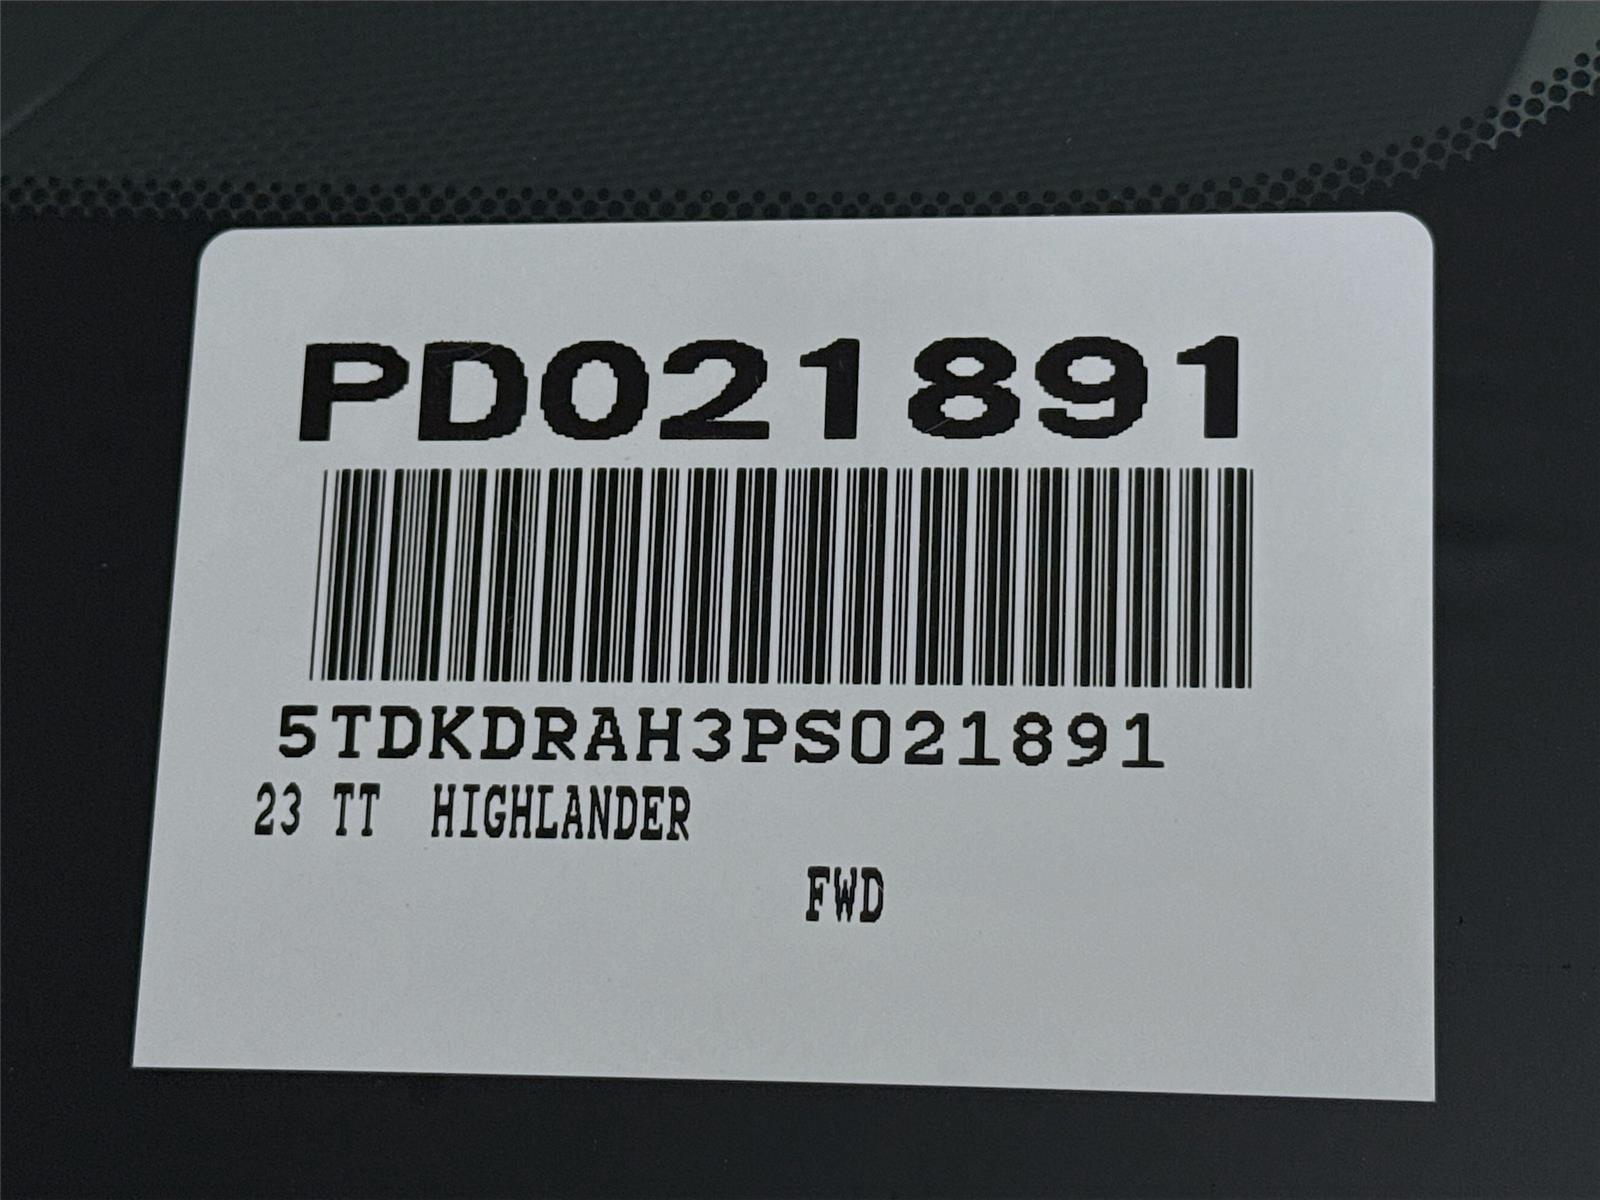 PD021891
5TDKDRAH3PS021891
23 TT HIGHLANDER
FWD